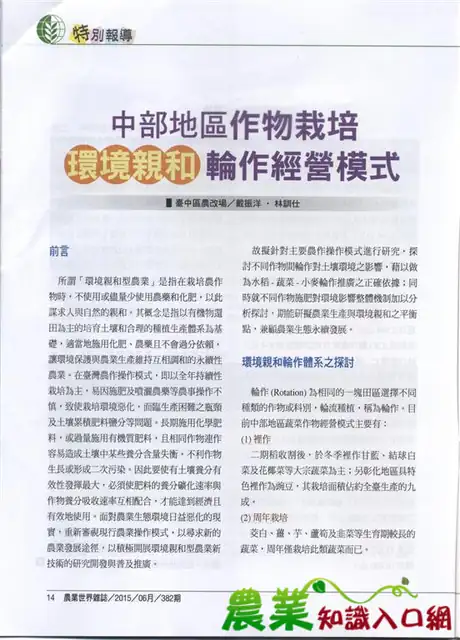 特別報導
中部地區作物栽培
環境親和 輪作經營模式
臺中區農改場／戴振洋・林訓仕
前言
所謂「環境親和型農業」是指在栽培農作
物時，不使用或儘量少使用農藥和化肥，以此
謀求人與自然的親和。其概念是指以有機物還
田為主的培育土壤和合理的種植生產體系為基
礎，適當地施用化肥、農藥且不會過分依賴，
讓環境保護與農業生產維持互相調和的永續性
農業。在臺灣農作操作模式，即以全年持續性
栽培為主，易因施肥及噴灑農藥等農事操作不
慎，致使栽培環境惡化，面臨生產困難之瓶頸
及土壤累積肥料鹽分等問題。長期施用化學肥
料，或過量施用有機質肥料，且相同作物連作
容易造成土壤中某些養分含量失衡，不利作物
生長或形成二次污染。因此要使有土壤養分有
效性發揮最大，必須使肥料的養分礦化速率與
作物養分吸收速率互相配合，才能達到經濟且
有效地使用。面對農業生態環境日益惡化的現
實，重新審視現行農業操作模式，以尋求新的
農業發展途徑，以積極開展環境親和型農業新
技術的研究開發與普及推廣。
故擬針對主要農作操作模式進行研究，探
討不同作物間輪作對土壤環境之影響，藉以做
為水稻-蔬菜-小麥輪作推廣之正確依據；同
時就不同作物施肥對環境影響整體機制加以分
析探討，期能研擬農業生產與環境親和之平衡
點，兼顧農業生態永續發展。
環境親和輪作體系之探討
輪作 (Rotation) 為相同的一塊田區選擇不同
種類的作物或科別，輪流種植，稱為輪作。目
前中部地區蔬菜作物經營模式主要有：
(1) 裡作
二期稻收割後，於冬季裡作甘藍、結球白
菜及花椰菜等大宗蔬菜為主；另彰化地區具特
色裡作為豌豆，其栽培面積佔約全臺生產的九
成。
(2) 周年栽培
茭白、薑、芋、蘆筍及韭菜等生育期較長的
蔬菜，周年僅栽培此類蔬菜而已。
14 農業世界雜誌／2015／06月／382期
農業知識入口網